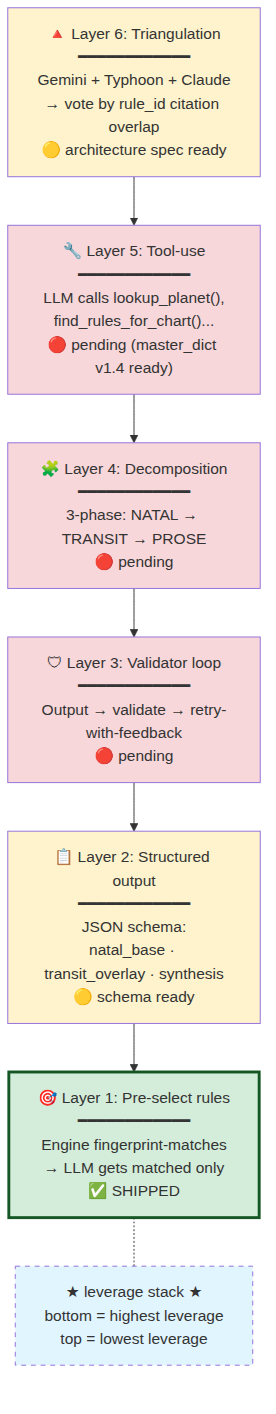 🔺 Layer 6: Triangulation
━━━━━━━━━━━━
Gemini + Typhoon + Claude
→ vote by rule_id citation
overlap
🟡 architecture spec ready
🔧 Layer 5: Tool-use
━━━━━━━━━━━━
LLM calls lookup_planet(),
find_rules_for_chart()...
🔴 pending (master_dict
v1.4 ready)
🧩 Layer 4: Decomposition
━━━━━━━━━━━━
3-phase: NATAL →
TRANSIT → PROSE
🔴 pending
🛡 Layer 3: Validator loop
━━━━━━━━━━━━
Output → validate → retry-
with-feedback
🔴 pending
📋 Layer 2: Structured
output
━━━━━━━━━━━━
JSON schema:
natal_base ·
transit_overlay · synthesis
🟡 schema ready
🎯 Layer 1: Pre-select rules
━━━━━━━━━━━━
Engine fingerprint-matches
→ LLM gets matched only
✅ SHIPPED
★ leverage stack ★
bottom = highest leverage
top = lowest leverage